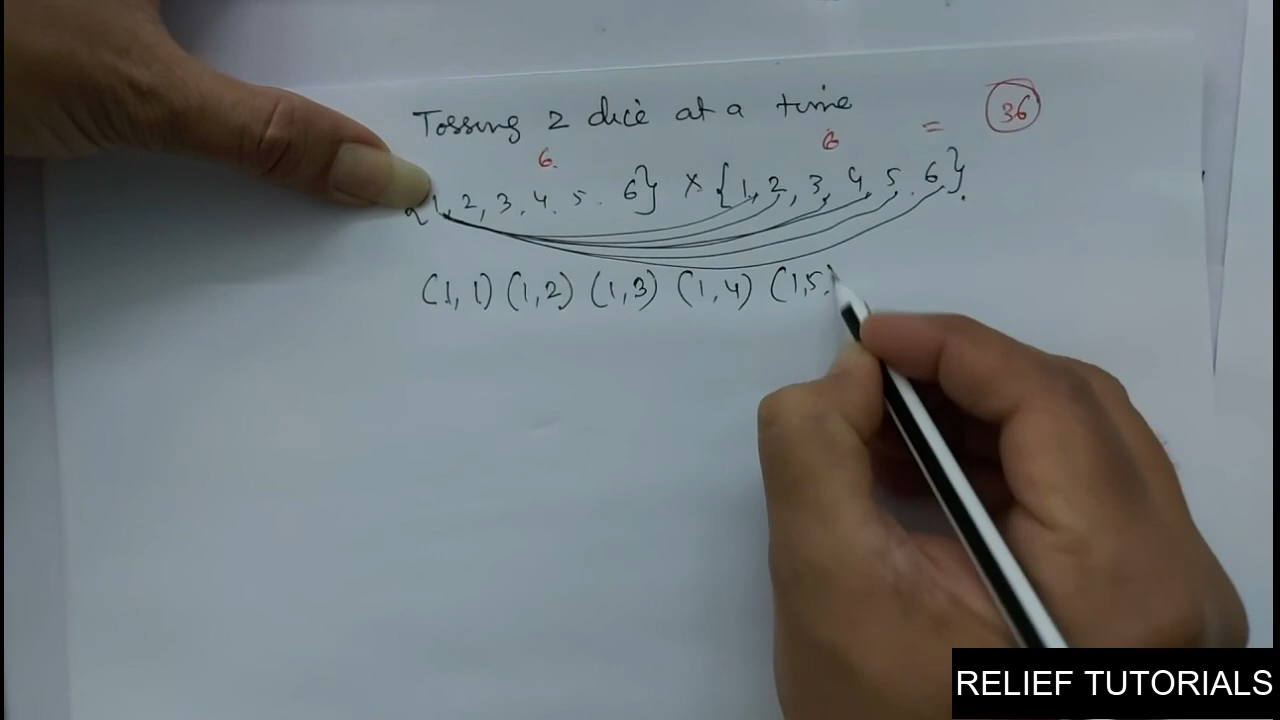 Tossing 2 dice at a time = 36
6. 6
{1, 2, 3, 4. 5. 6} × {1, 2, 3, 4, 5, 6}.
(1, 1) (1, 2) (1, 3) (1, 4) (1, 5,)
RELIEF TUTORIALS